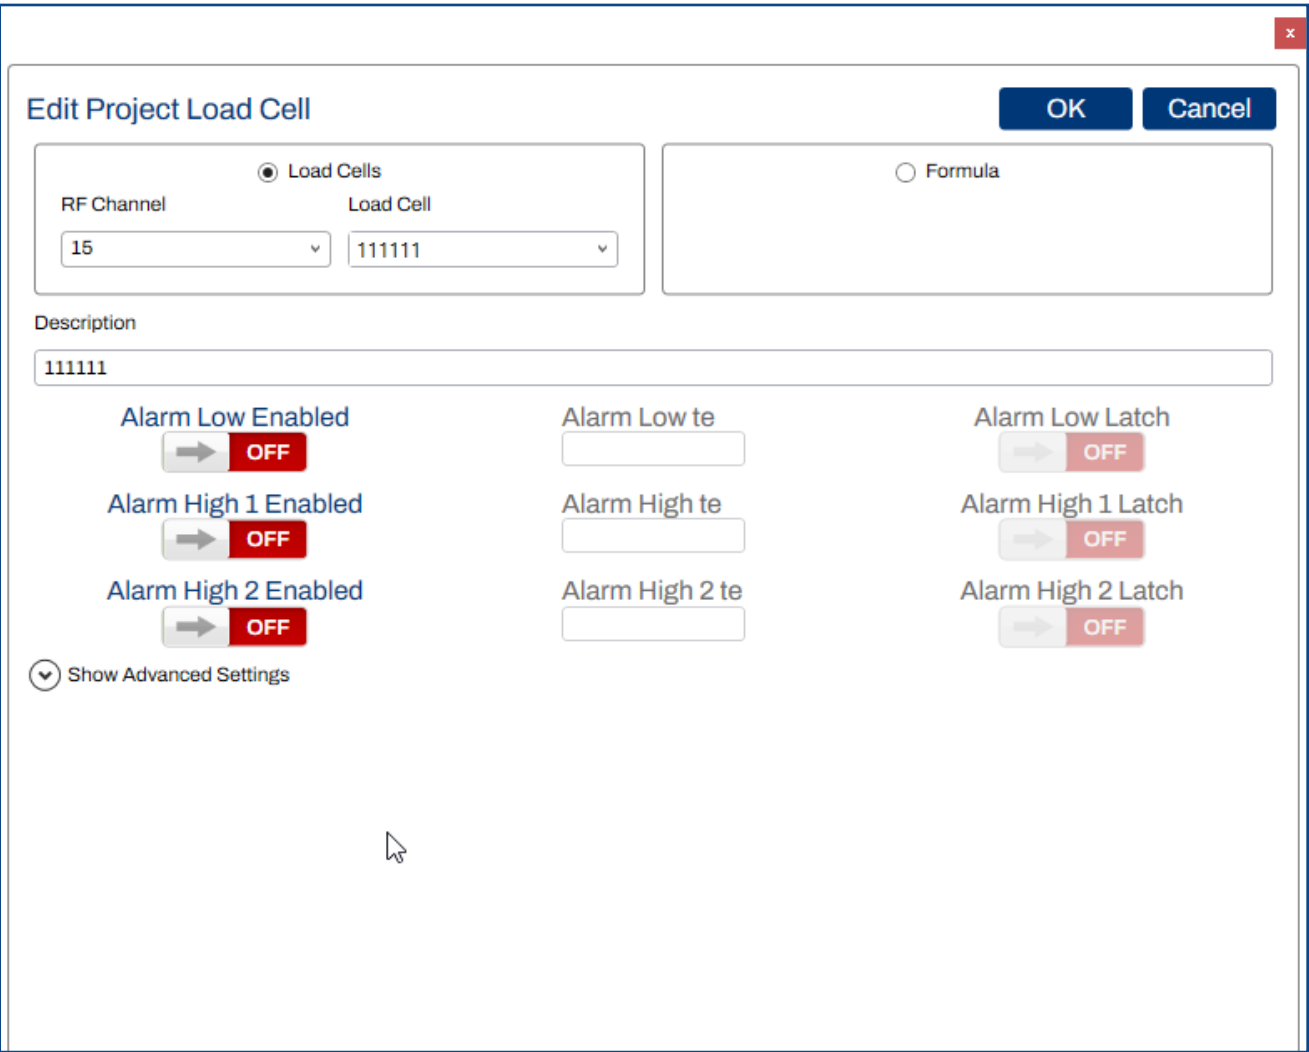 x
Edit Project Load Cell
OK
Cancel
Load Cells
Formula
RF Channel
Load Cell
15
111111
Description
111111
Alarm Low Enabled
Alarm Low te
Alarm Low Latch
OFF
OFF
Alarm High 1 Enabled
Alarm High te
Alarm High 1 Latch
OFF
OFF
Alarm High 2 Enabled
Alarm High 2 te
Alarm High 2 Latch
OFF
OFF
Show Advanced Settings